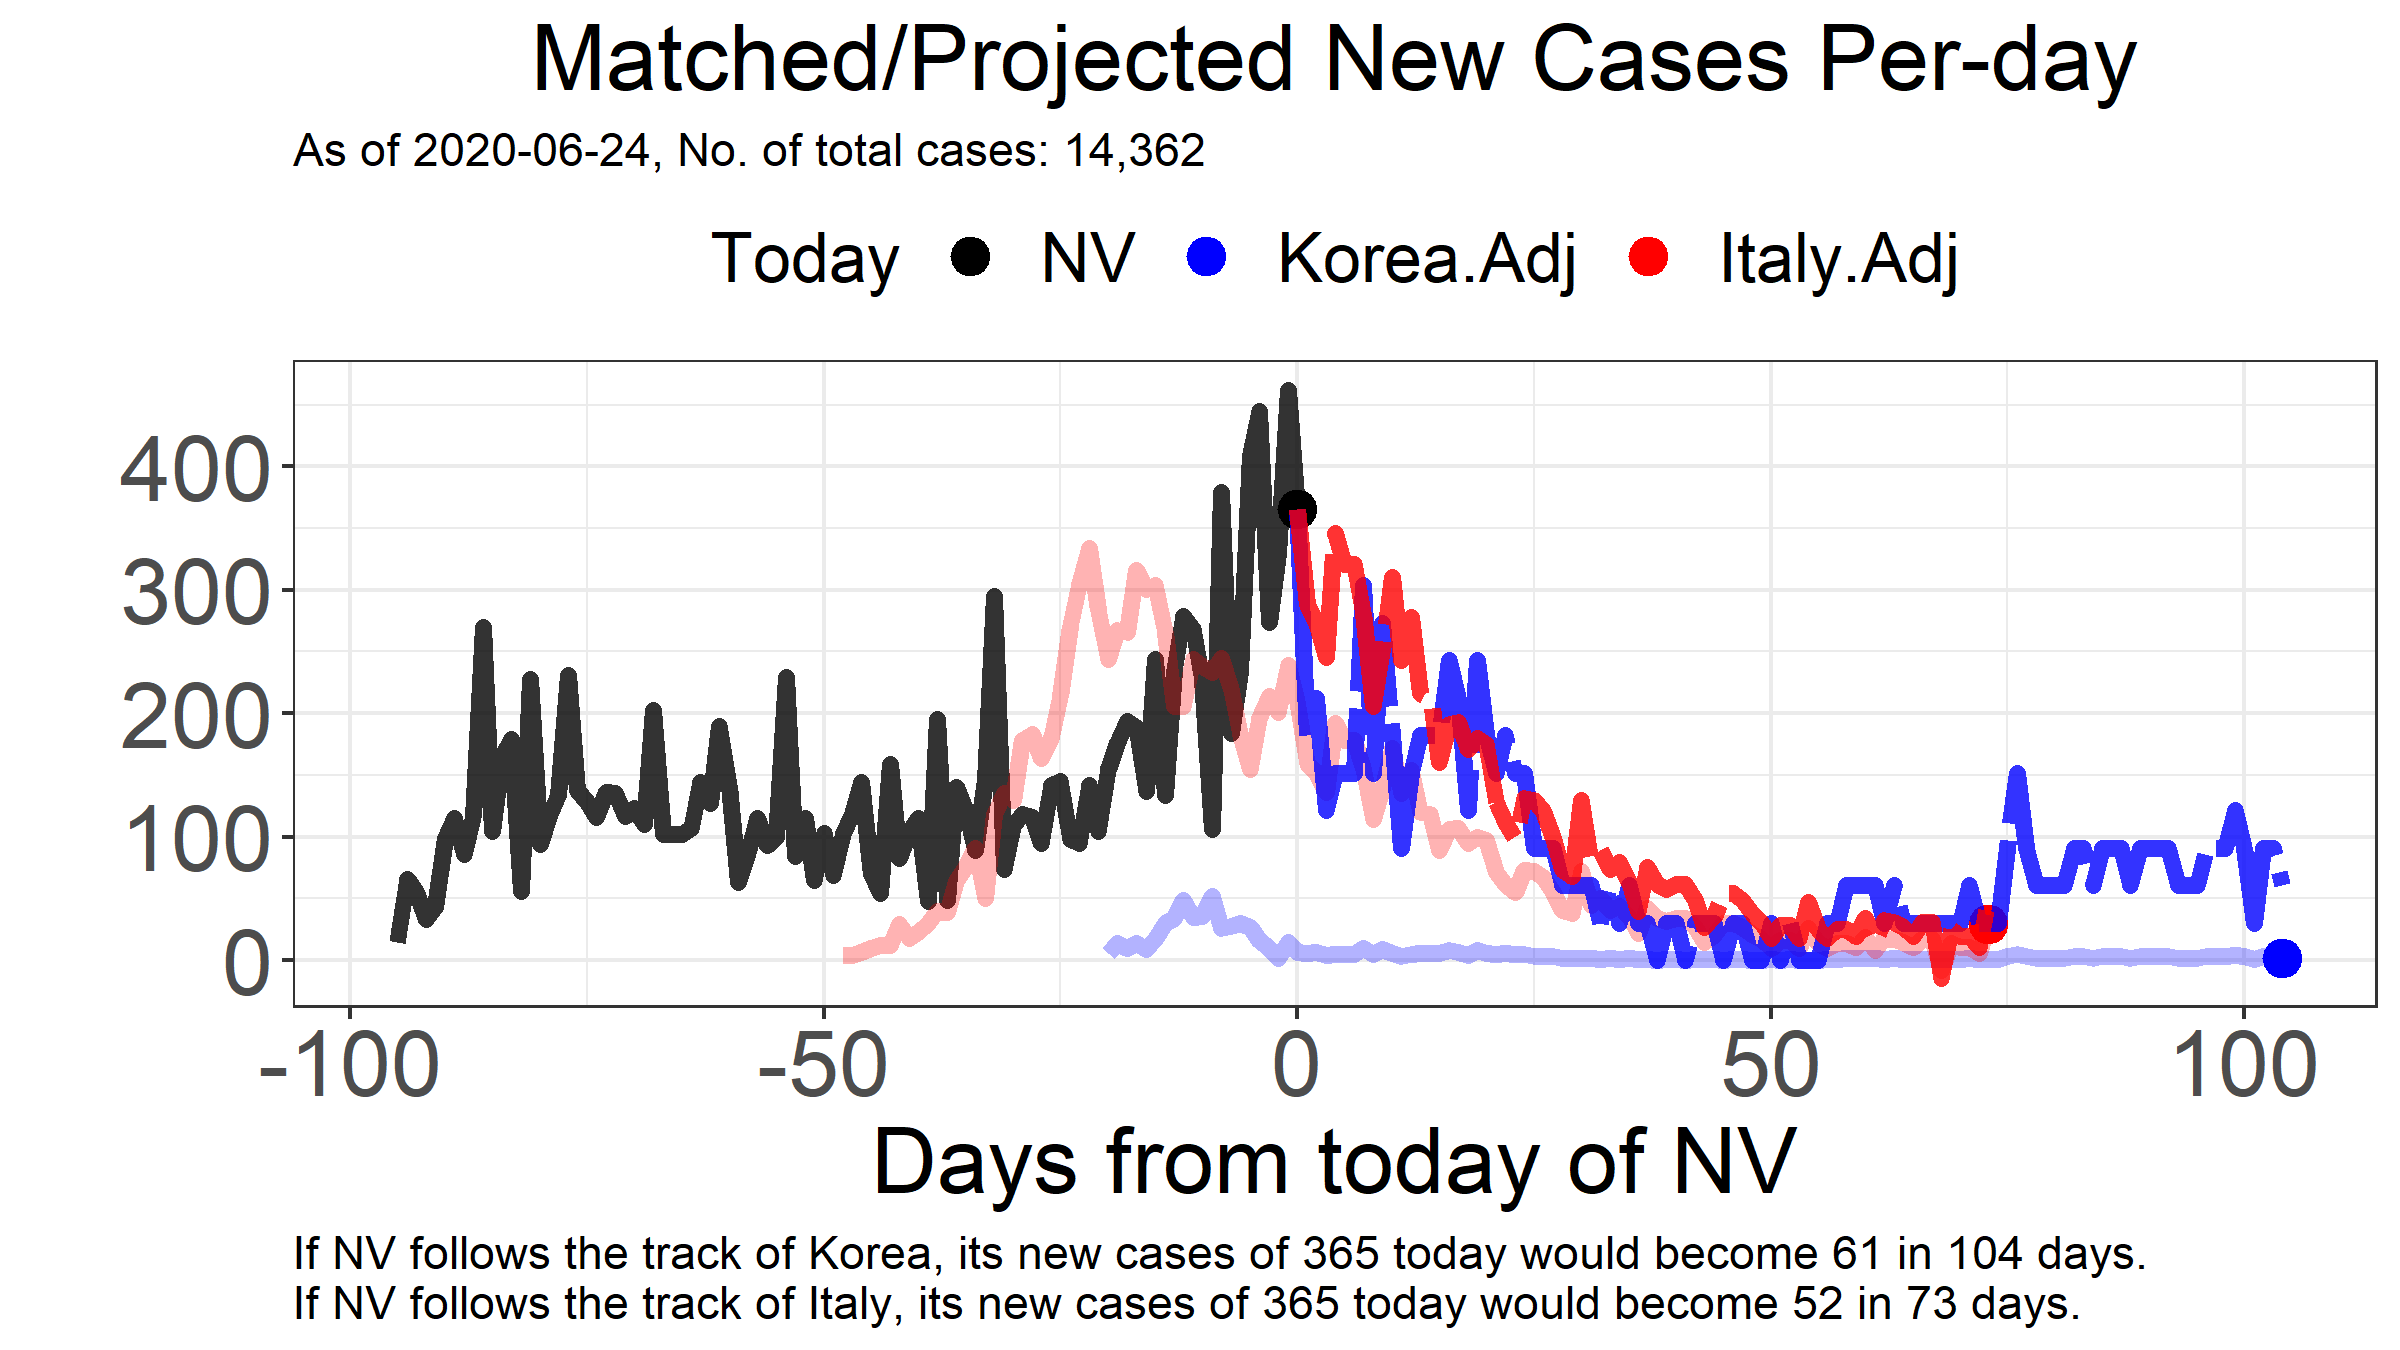 Matched/Projected New Cases Per-day
As of 2020-06-24, No. of total cases: 14,362
Today NV Korea.Adj Italy.Adj
400
300
200
100
0
-100 -50 0 50 100
Days from today of NV
If NV follows the track of Korea, its new cases of 365 today would become 61 in 104 days.
If NV follows the track of Italy, its new cases of 365 today would become 52 in 73 days.